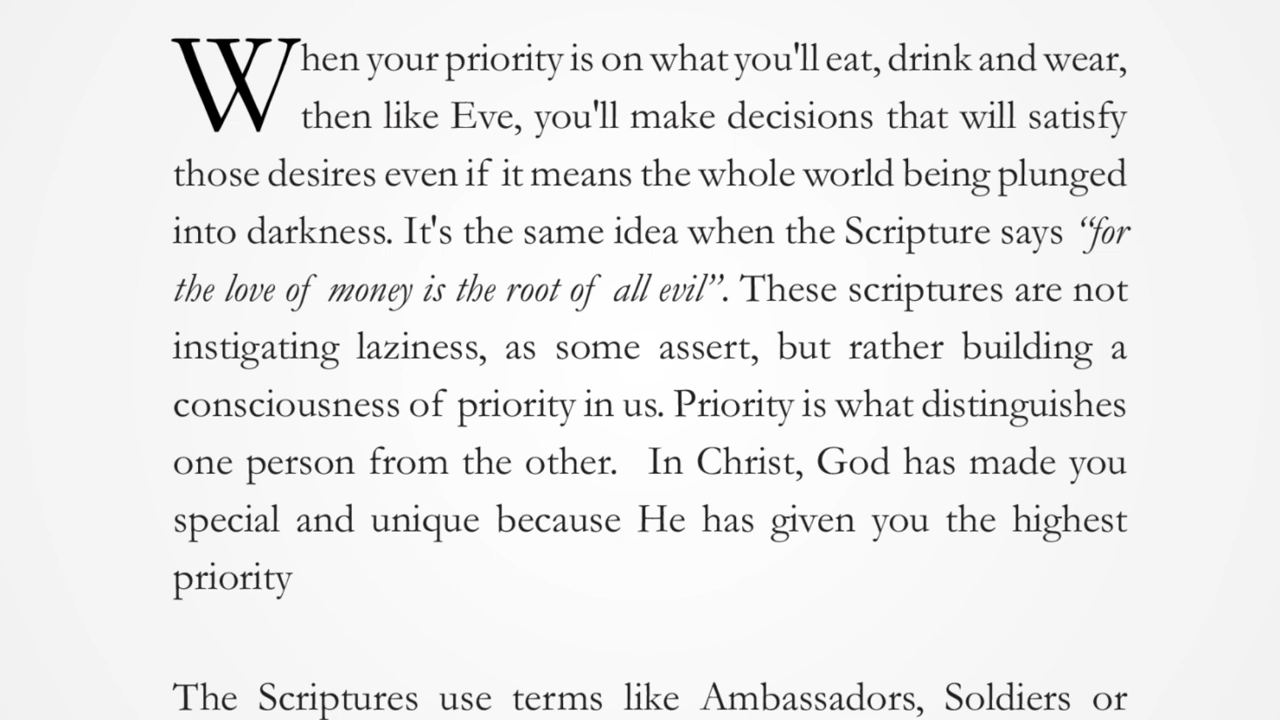 When your priority is on what you'll eat, drink and wear,
then like Eve, you'll make decisions that will satisfy
those desires even if it means the whole world being plunged
into darkness. It's the same idea when the Scripture says “for
the love of money is the root of all evil”. These scriptures are not
instigating laziness, as some assert, but rather building a
consciousness of priority in us. Priority is what distinguishes
one person from the other. In Christ, God has made you
special and unique because He has given you the highest
priority
The Scriptures use terms like Ambassadors, Soldiers or